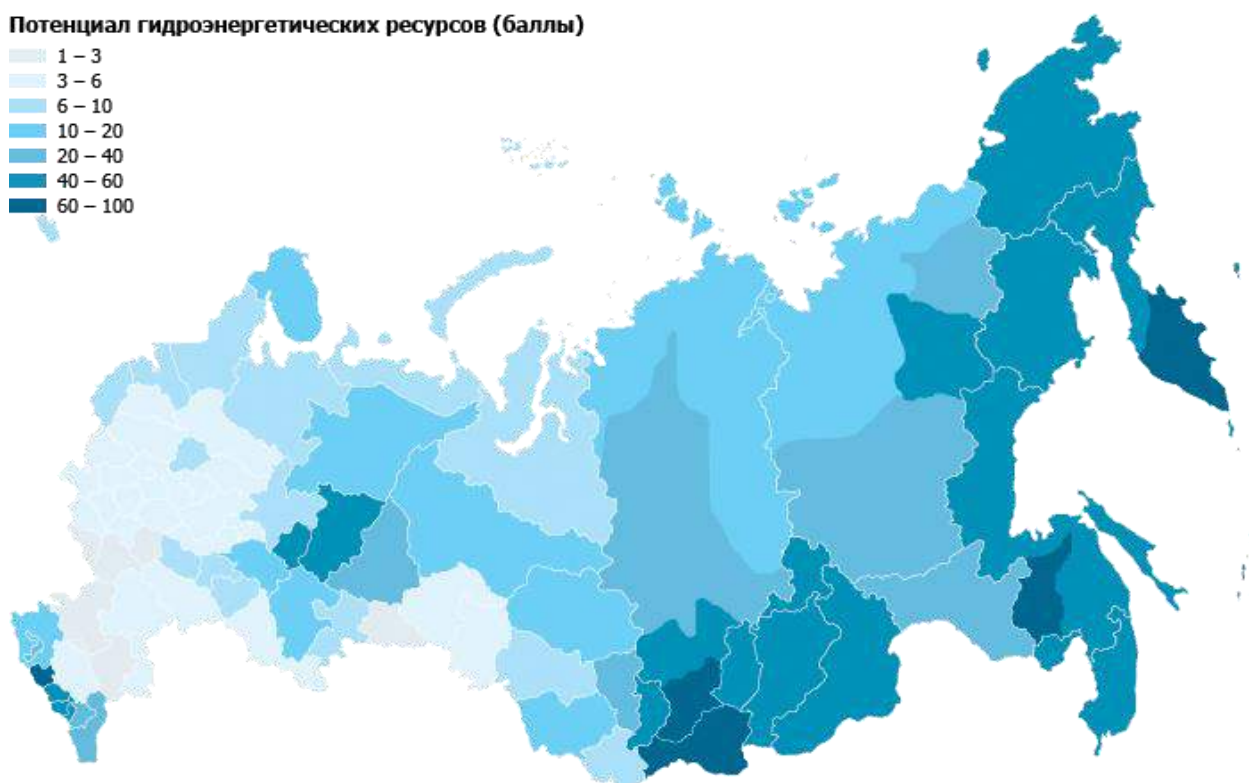 Потенциал гидроэнергетических ресурсов (баллы)
1 – 3
3 – 6
6 – 10
10 – 20
20 – 40
40 – 60
60 – 100